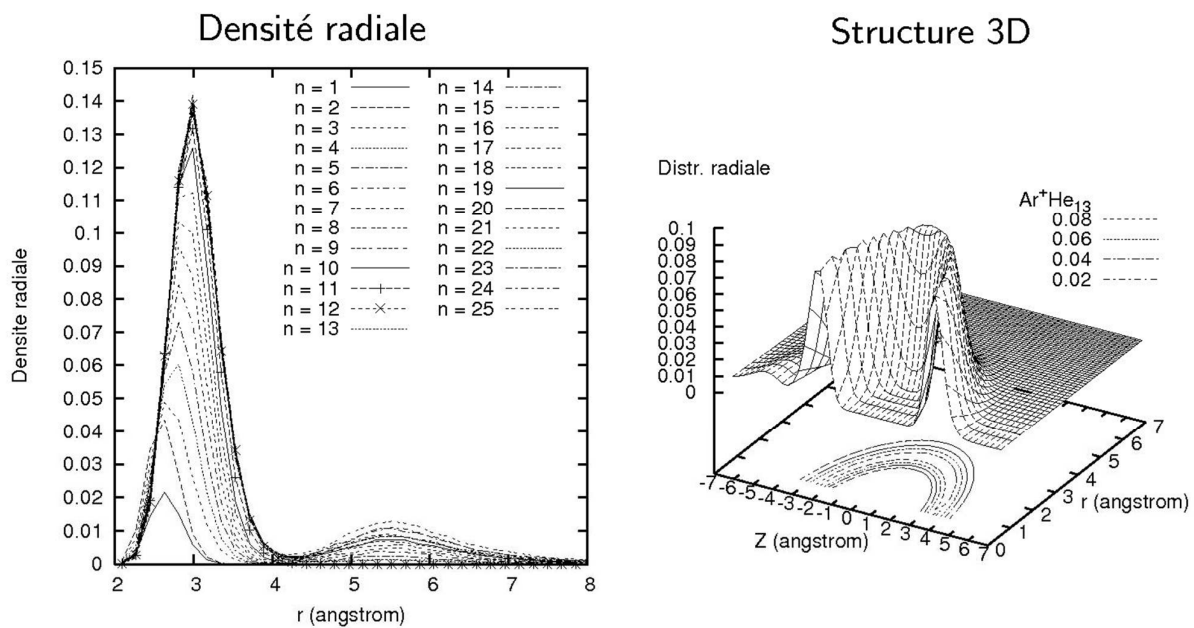 Densité radiale
0.15
0.14
0.13
0.12
0.11
0.1
0.09
0.08
0.07
0.06
0.05
0.04
0.03
0.02
0.01
0
Densite radiale
2 3 4 5 6 7 8
r (angstrom)
n = 1
n = 2
n = 3
n = 4
n = 5
n = 6
n = 7
n = 8
n = 9
n = 10
n = 11
n = 12
n = 13
n = 14
n = 15
n = 16
n = 17
n = 18
n = 19
n = 20
n = 21
n = 22
n = 23
n = 24
n = 25
Structure 3D
Distr. radiale
Ar⁺He₁₃
0.08
0.06
0.04
0.02
0.1
0.09
0.08
0.07
0.06
0.05
0.04
0.03
0.02
0.01
0
-7 -6 -5 -4 -3 -2 -1 0 1 2 3 4 5 6 7
Z (angstrom)
0 1 2 3 4 5 6 7
r (angstrom)